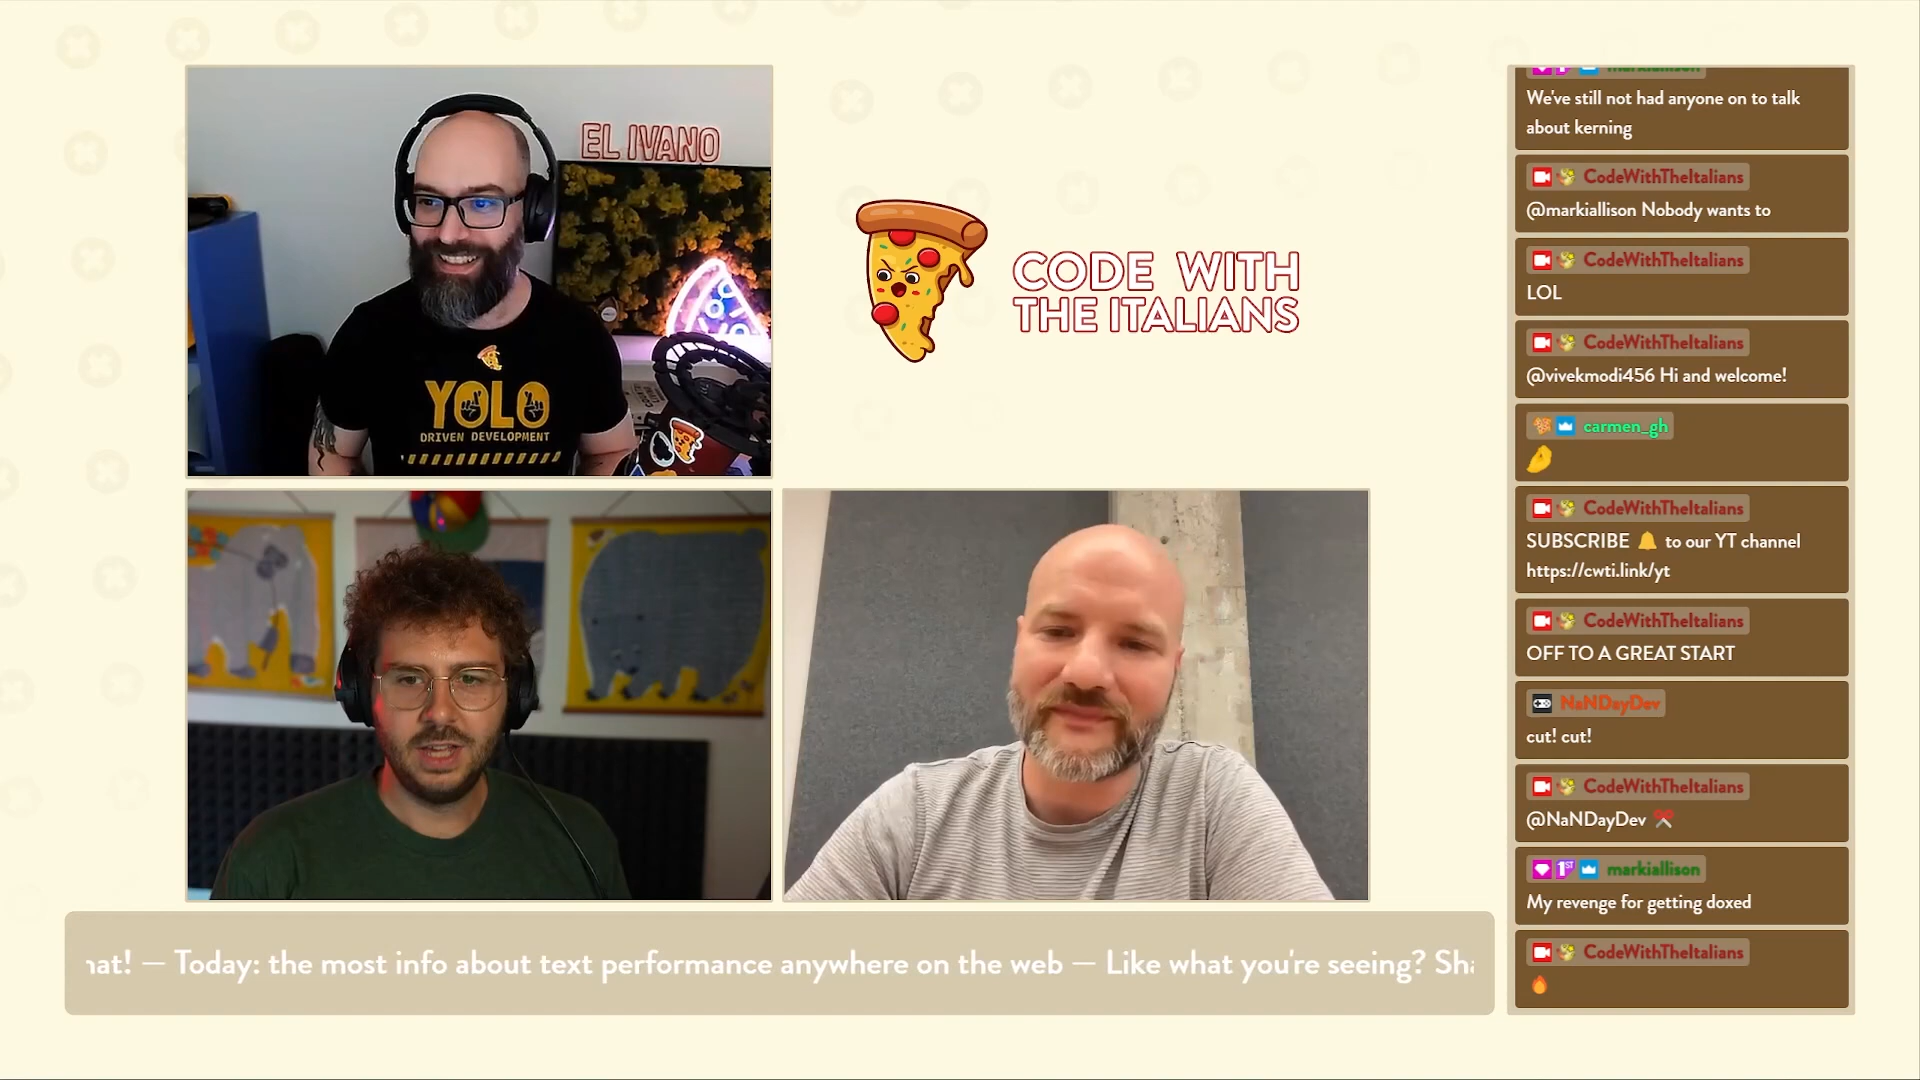 EL IVANO
YOLO
DRIVEN DEVELOPMENT
CODE WITH
THE ITALIANS
markiallison
We've still not had anyone on to talk
about kerning
CodeWithTheItalians
@markiallison Nobody wants to
CodeWithTheItalians
LOL
CodeWithTheItalians
@vivekmodi456 Hi and welcome!
carmen_gh
CodeWithTheItalians
SUBSCRIBE 🔔 to our YT channel
https://cwti.link/yt
CodeWithTheItalians
OFF TO A GREAT START
NaNDayDev
cut! cut!
CodeWithTheItalians
@NaNDayDev
1ST markiallison
My revenge for getting doxed
CodeWithTheItalians
hat! — Today: the most info about text performance anywhere on the web — Like what you're seeing? Sha